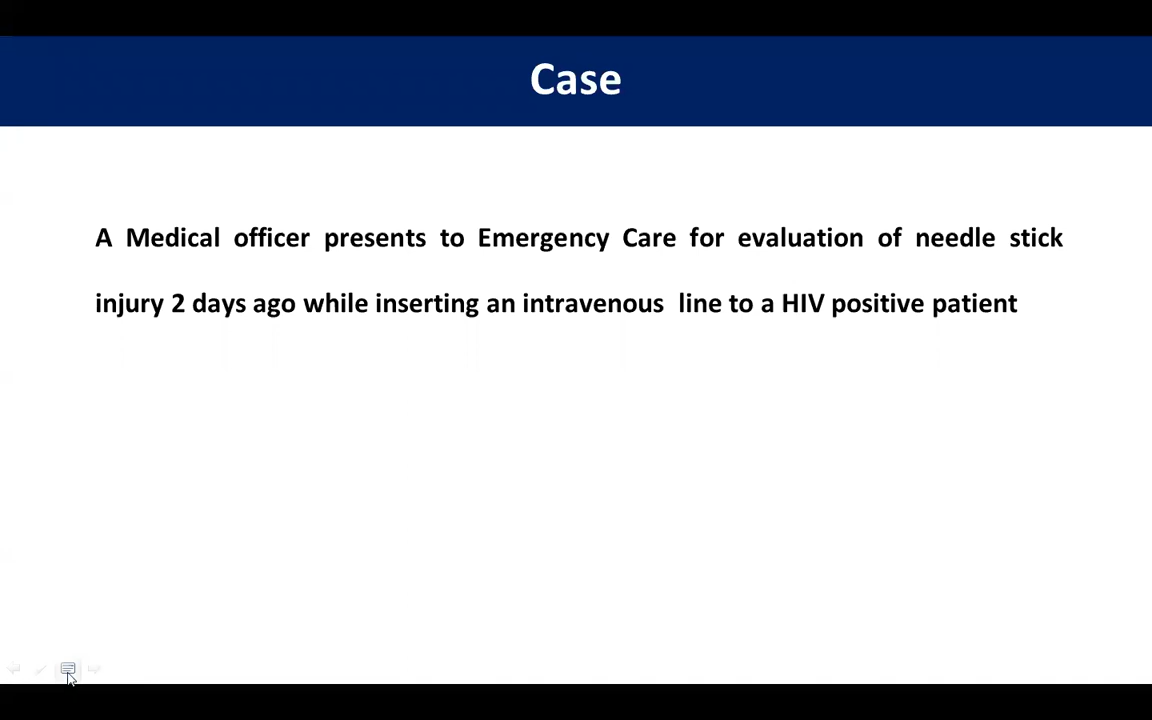 Case
A Medical officer presents to Emergency Care for evaluation of needle stick
injury 2 days ago while inserting an intravenous line to a HIV positive patient